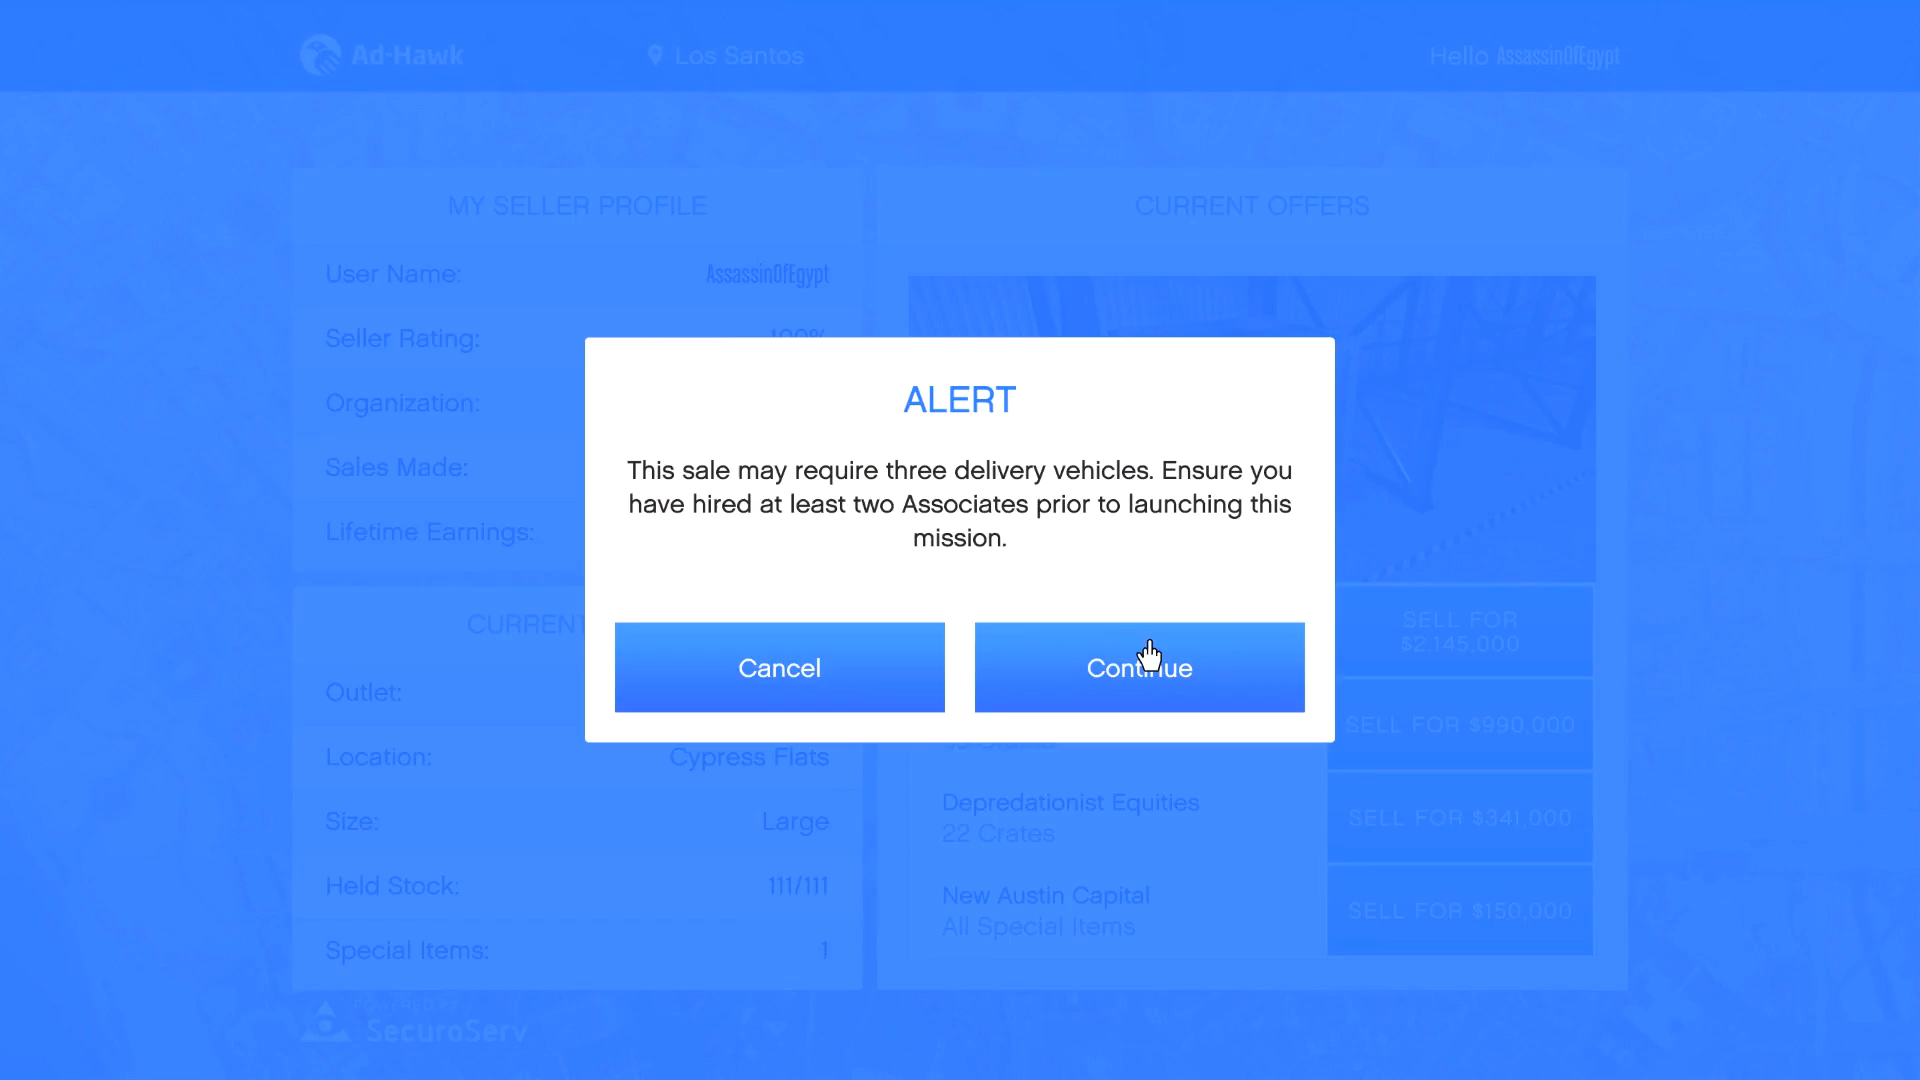 Ad-Hawk
Los Santos
Hello AssassinOfEgypt
MY SELLER PROFILE
User Name: AssassinOfEgypt
Seller Rating: 100%
Organization:
Sales Made:
Lifetime Earnings:
CURRENT
Outlet:
Location: Cypress Flats
Size: Large
Held Stock: 111/111
Special Items: 1
CURRENT OFFERS
SELL FOR
$2,145,000
SELL FOR $990,000
Depredationist Equities
22 Crates
SELL FOR $341,000
New Austin Capital
All Special Items
SELL FOR $150,000
ALERT
This sale may require three delivery vehicles. Ensure you
have hired at least two Associates prior to launching this
mission.
Cancel
Continue
POWERED BY
SecuroServ